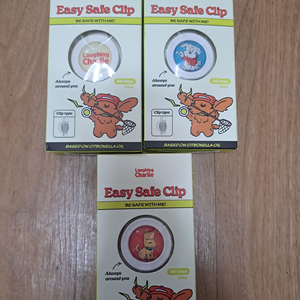 Easy Safe Clip
BE SAFE WITH ME!
Laughing
Charlie
Always
around you
Clip type
BASED ON CITRONELLA OIL
Easy Safe Clip
BE SAFE WITH ME!
Always
around you
Clip type
BASED ON CITRONELLA OIL
Laughing
Charlie
Easy Safe Clip
BE SAFE WITH ME!
Always
around you